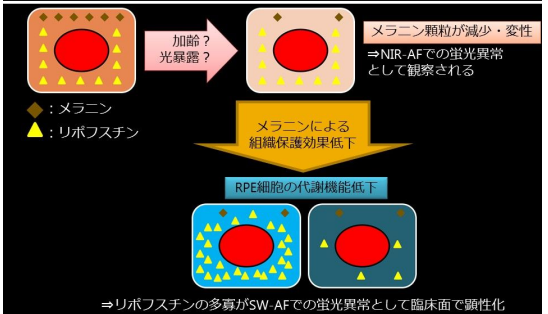 加齢？
光暴露？
メラニン顆粒が減少・変性
⇒NIR-AFでの蛍光異常
として観察される
：メラニン
：リポフスチン
メラニンによる
組織保護効果低下
RPE細胞の代謝機能低下
⇒リポフスチンの多寡がSW-AFでの蛍光異常として臨床面で顕性化